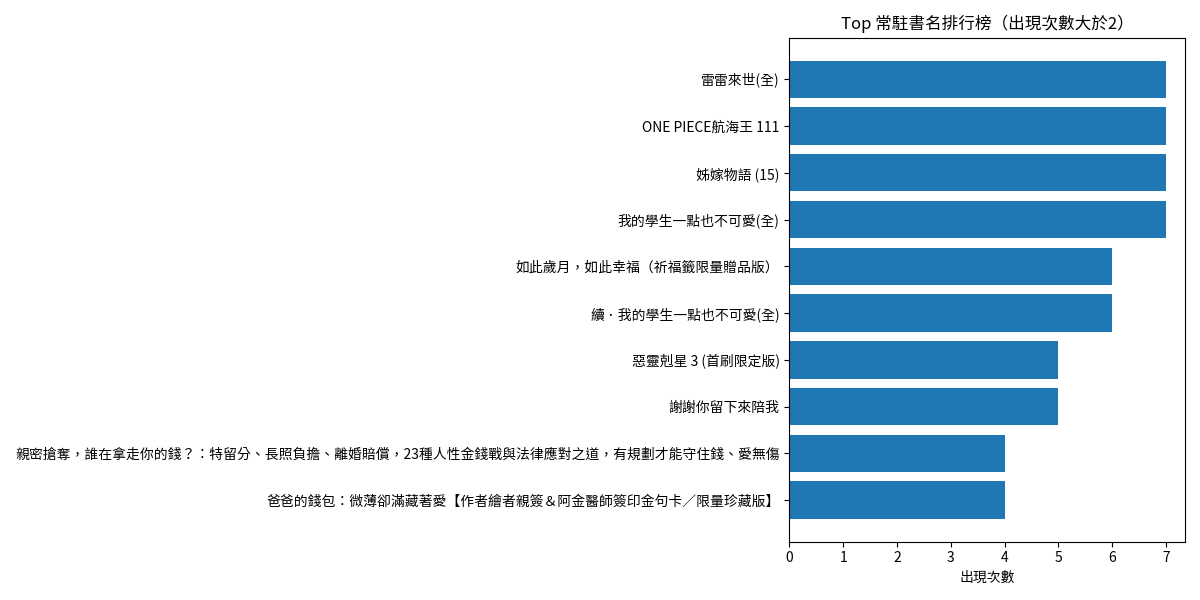 Top 常駐書名排行榜（出現次數大於2）
雷雷來世(全)
ONE PIECE航海王 111
姊嫁物語 (15)
我的學生一點也不可愛(全)
如此歲月，如此幸福（祈福籤限量贈品版）
續．我的學生一點也不可愛(全)
惡靈剋星 3 (首刷限定版)
謝謝你留下來陪我
親密搶奪，誰在拿走你的錢？：特留分、長照負擔、離婚賠償，23種人性金錢戰與法律應對之道，有規劃才能守住錢、愛無傷
爸爸的錢包：微薄卻滿藏著愛【作者繪者親簽＆阿金醫師簽印金句卡／限量珍藏版】
0 1 2 3 4 5 6 7
出現次數